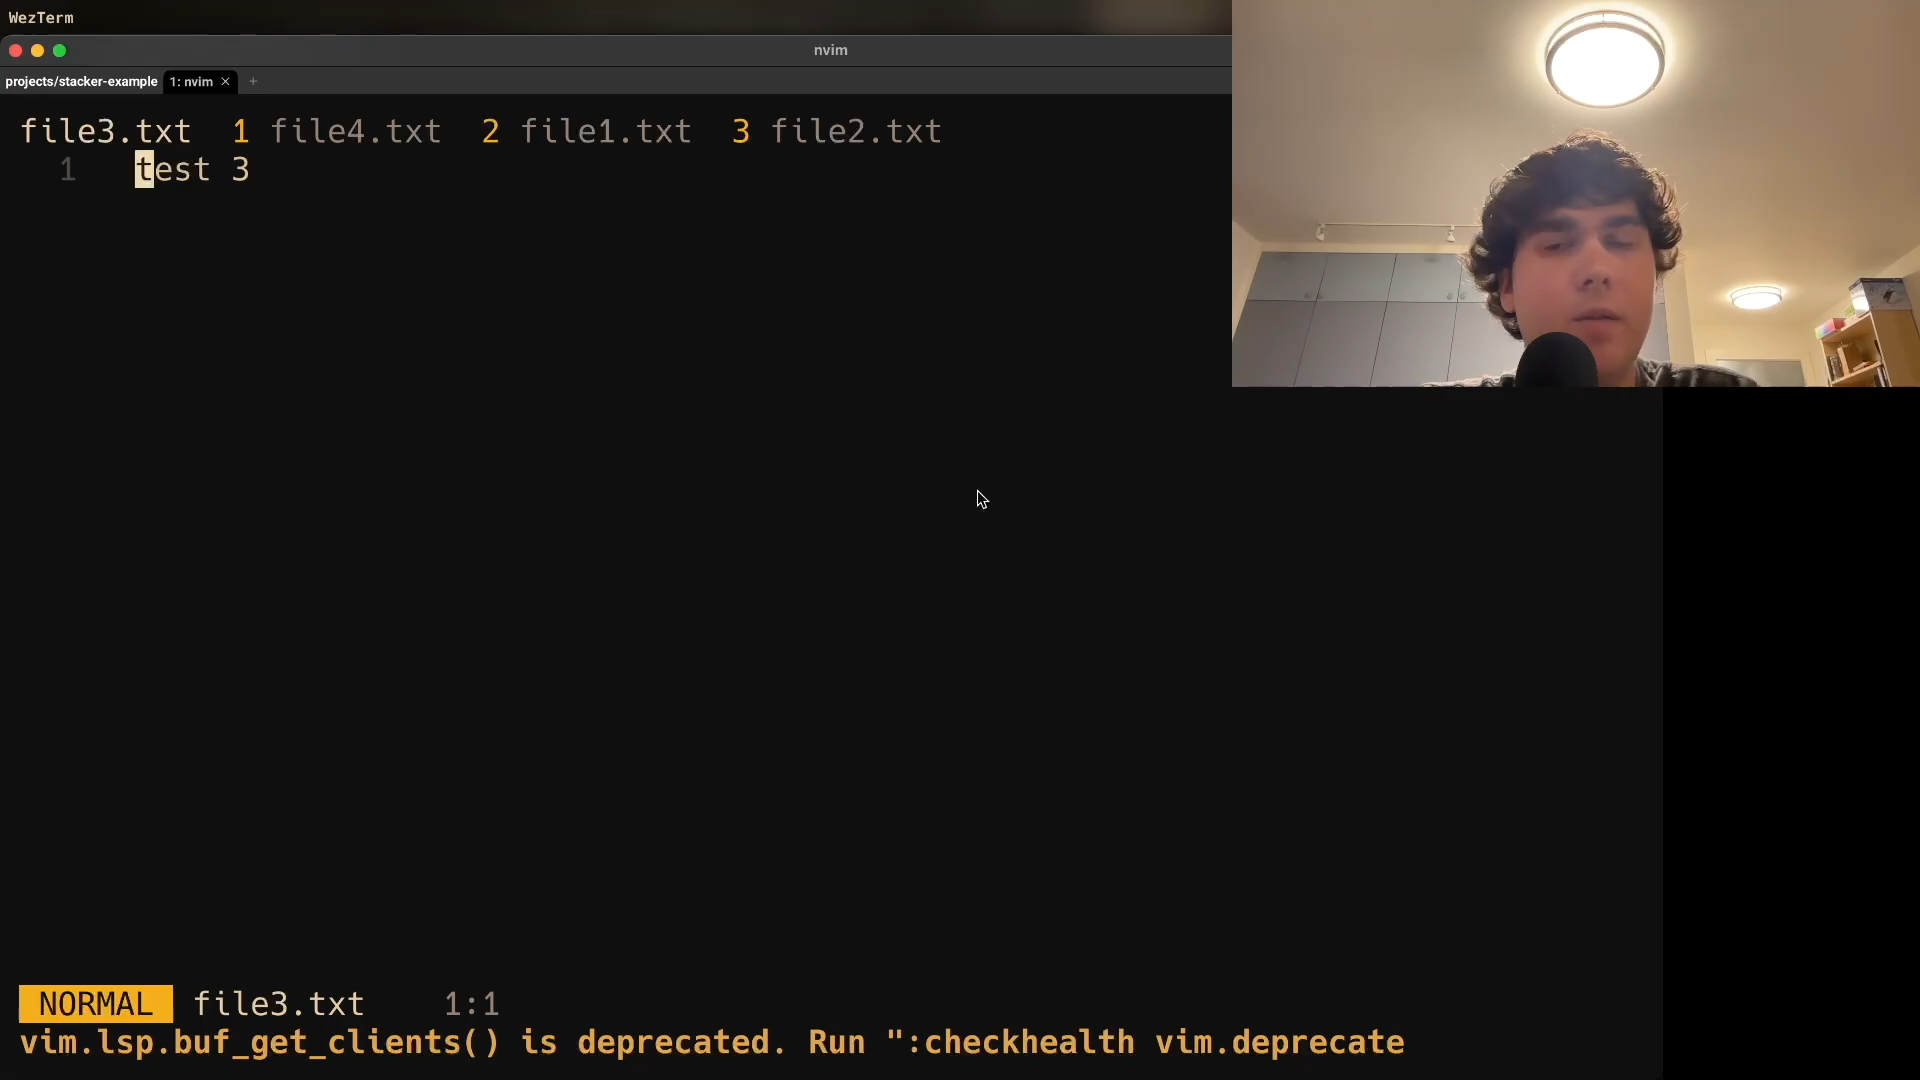 WezTerm
nvim
projects/stacker-example 1: nvim × +
file3.txt 1 file4.txt 2 file1.txt 3 file2.txt
1 test 3
NORMAL file3.txt 1:1
vim.lsp.buf_get_clients() is deprecated. Run ":checkhealth vim.deprecate